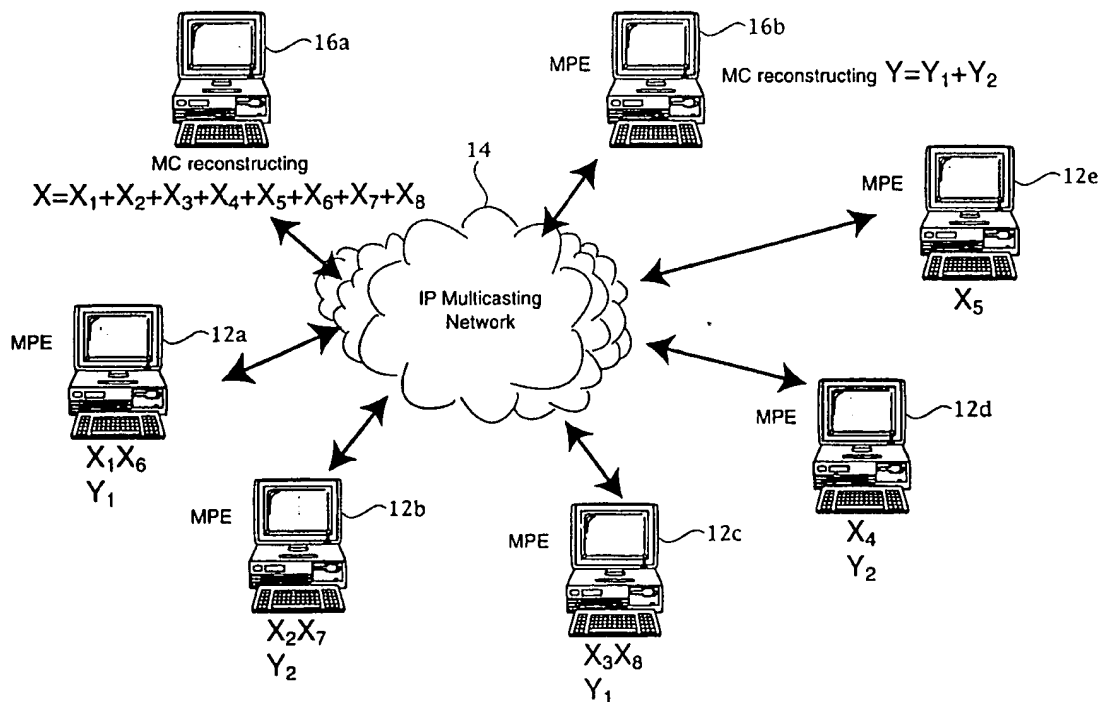 16a
16b
MPE
MC reconstructing Y=Y₁+Y₂
MC reconstructing
X=X₁+X₂+X₃+X₄+X₅+X₆+X₇+X₈
14
MPE
12e
X₅
IP Multicasting
Network
MPE
12a
X₁X₆
Y₁
MPE
12d
X₄
Y₂
MPE
12b
X₂X₇
Y₂
MPE
12c
X₃X₈
Y₁